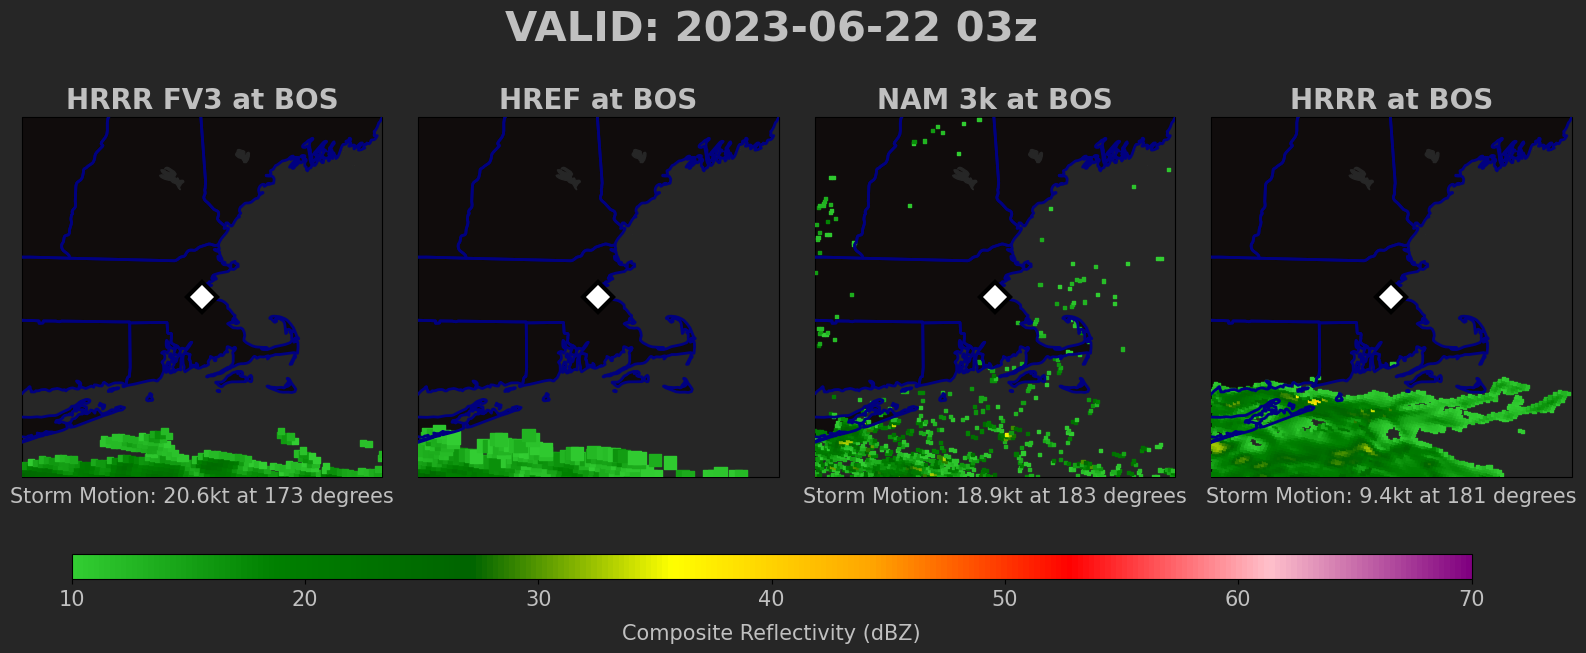 VALID: 2023-06-22 03z
HRRR FV3 at BOS
HREF at BOS
NAM 3k at BOS
HRRR at BOS
Storm Motion: 20.6kt at 173 degrees
Storm Motion: 18.9kt at 183 degrees
Storm Motion: 9.4kt at 181 degrees
10 20 30 40 50 60 70
Composite Reflectivity (dBZ)